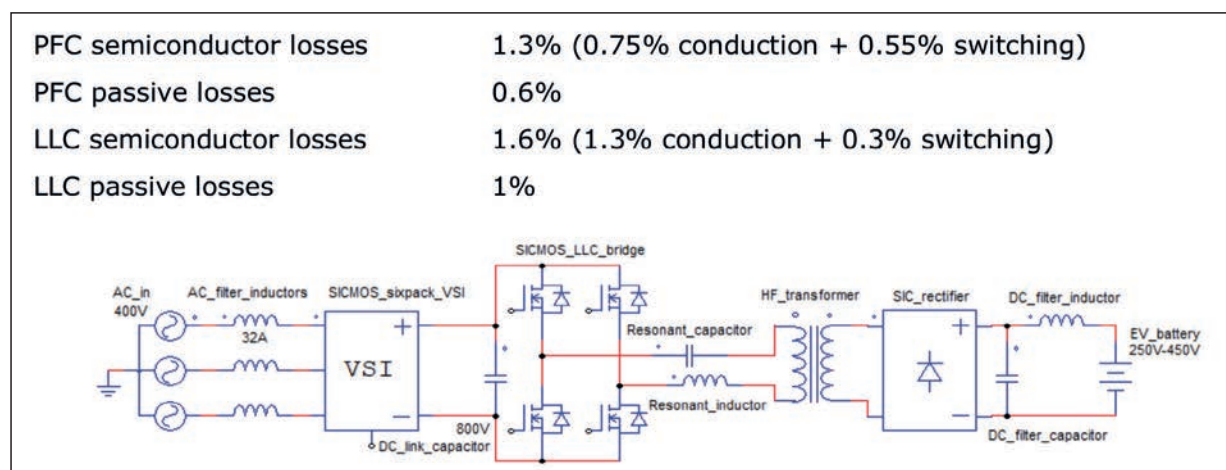 PFC semiconductor losses 1.3% (0.75% conduction + 0.55% switching)
PFC passive losses 0.6%
LLC semiconductor losses 1.6% (1.3% conduction + 0.3% switching)
LLC passive losses 1%
SICMOS_LLC_bridge
AC_in
400V
AC_filter_inductors
32A
SICMOS_sixpack_VSI
+
VSI
−
800V
DC_link_capacitor
Resonant_capacitor
Resonant_inductor
HF_transformer
SIC_rectifier
+
−
DC_filter_inductor
EV_battery
250V-450V
DC_filter_capacitor